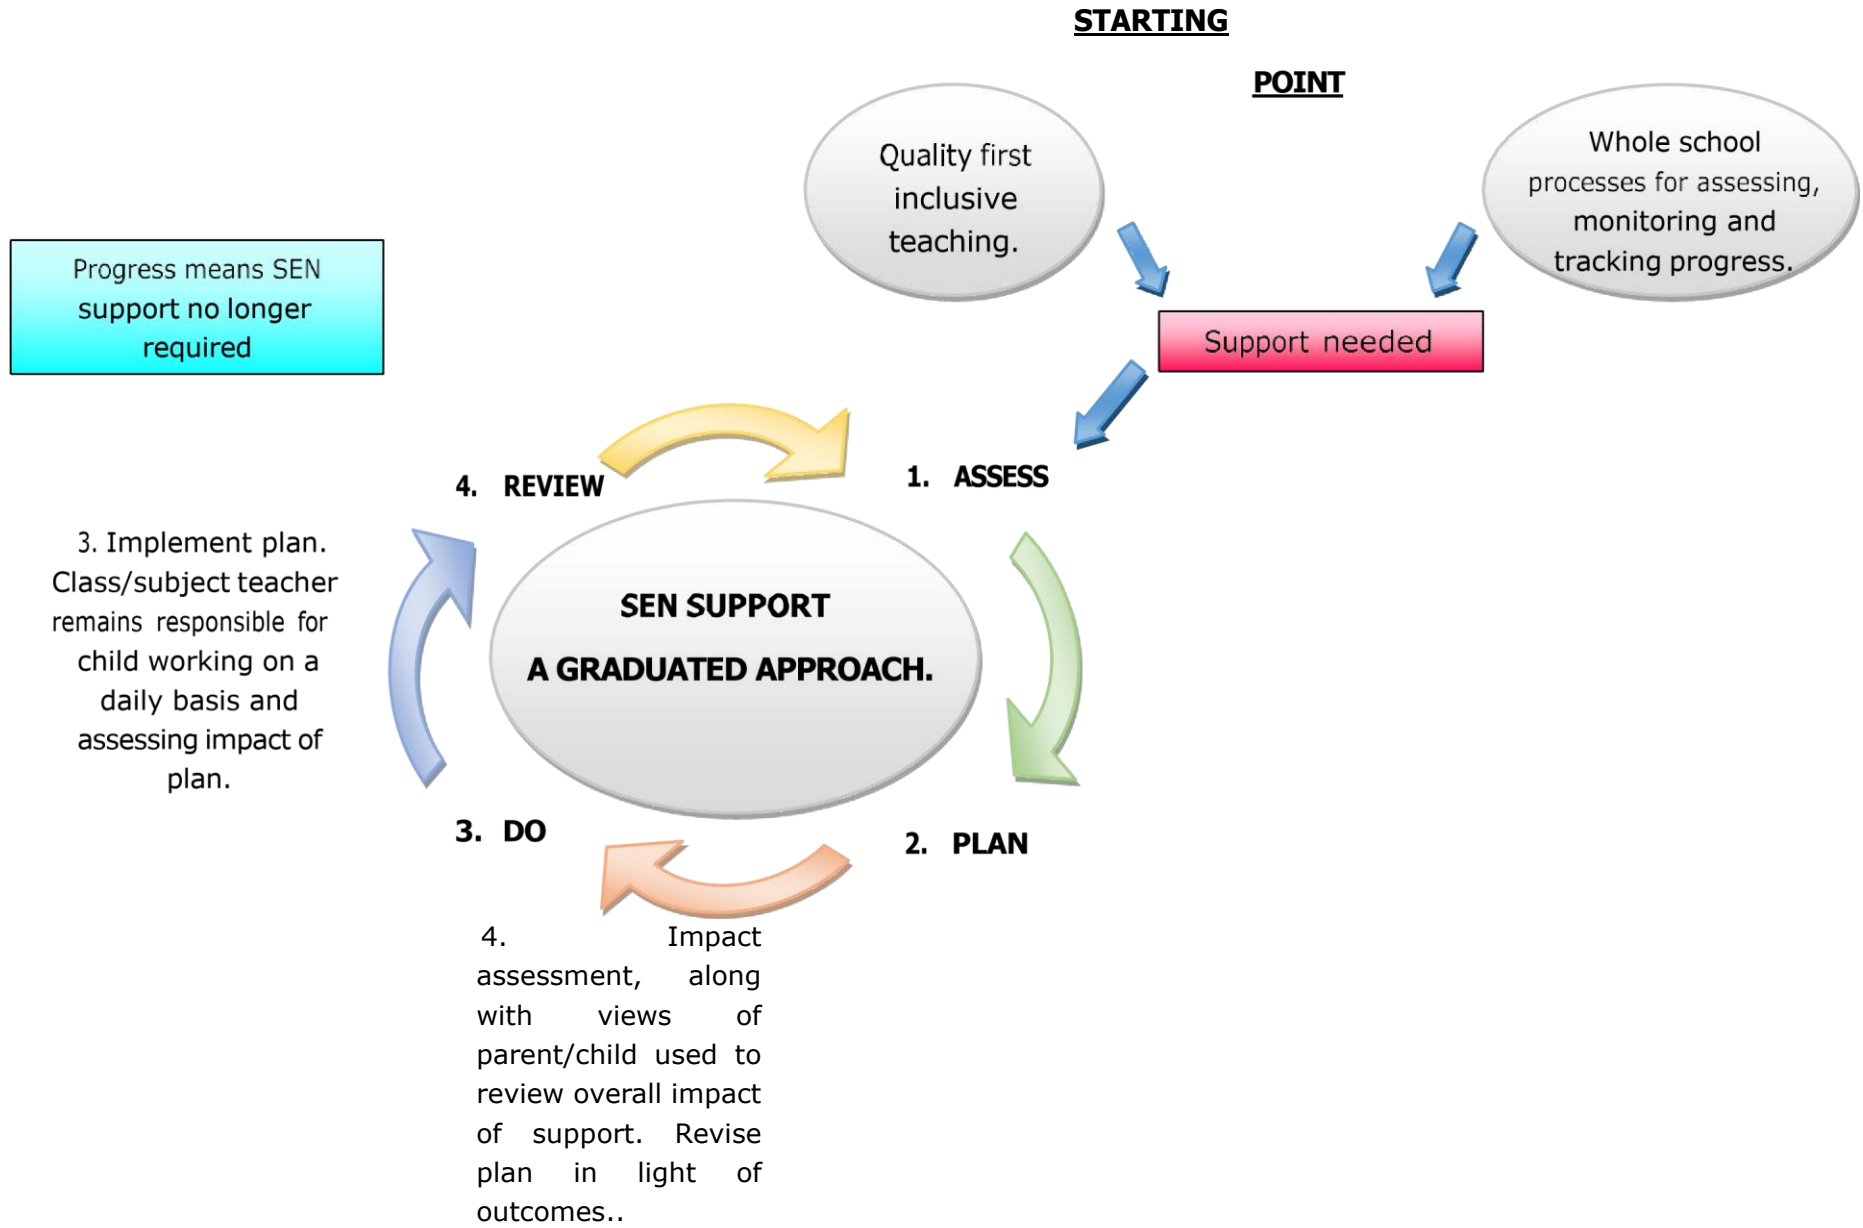 STARTING
POINT
Quality first
inclusive
teaching.
Whole school
processes for assessing,
monitoring and
tracking progress.
Progress means SEN
support no longer
required
Support needed
4. REVIEW
1. ASSESS
3. Implement plan.
Class/subject teacher
remains responsible for
child working on a
daily basis and
assessing impact of
plan.
SEN SUPPORT
A GRADUATED APPROACH.
3. DO
2. PLAN
4. Impact
assessment, along
with views of
parent/child used to
review overall impact
of support. Revise
plan in light of
outcomes..